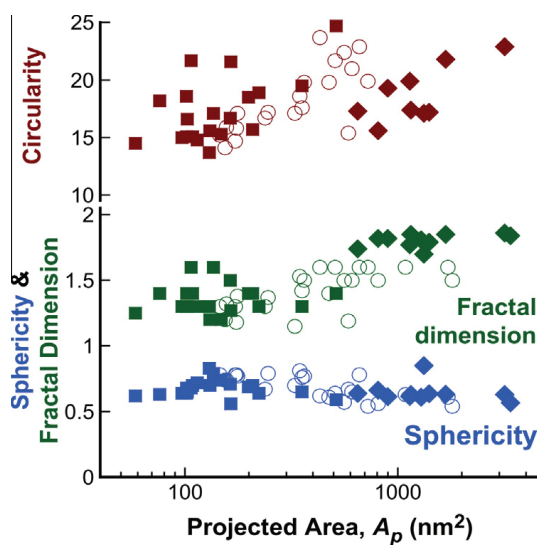 Circularity
25
20
15
10
Sphericity &
Fractal Dimension
2
1.5
1
0.5
0
Fractal
dimension
Sphericity
100
1000
Projected Area, Ap (nm²)